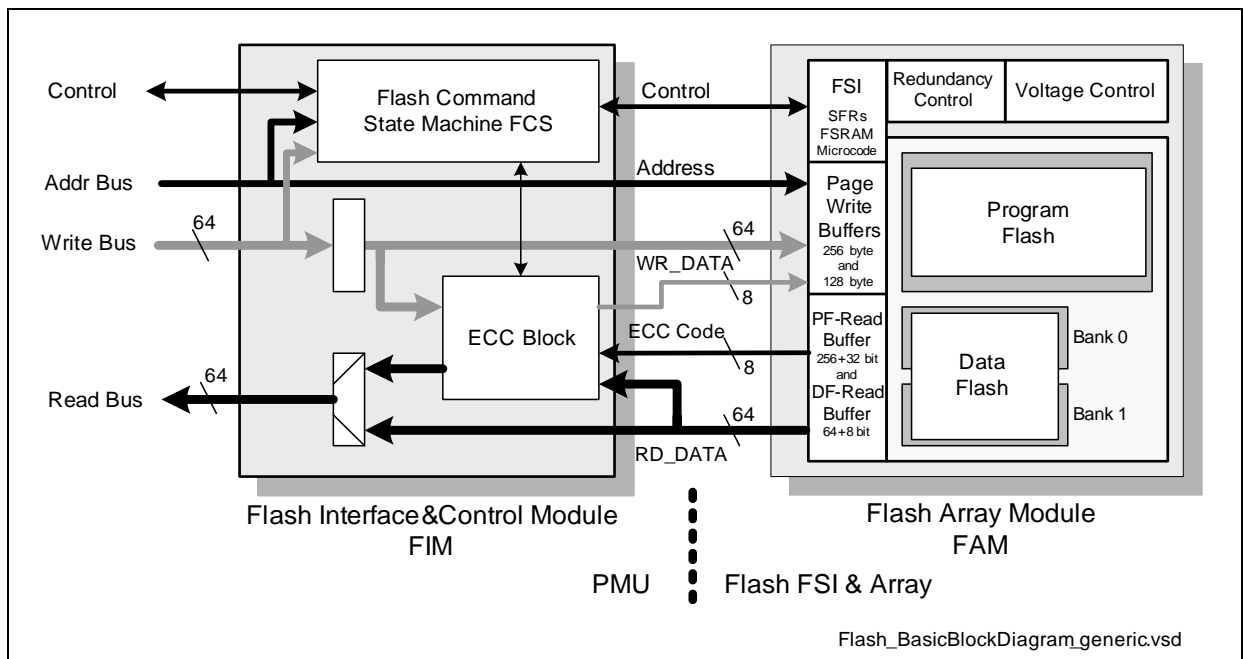 Control
Addr Bus
Write Bus
64
Read Bus
64
Flash Command
State Machine FCS
ECC Block
Control
Address
64
WR_DATA
8
ECC Code
8
64
RD_DATA
FSI
SFRs
FSRAM
Microcode
Redundancy
Control
Voltage Control
Page
Write
Buffers
256 byte
and
128 byte
PF-Read
Buffer
256+32 bit
and
DF-Read
Buffer
64+8 bit
Program
Flash
Data
Flash
Bank 0
Bank 1
Flash Interface&Control Module
FIM
Flash Array Module
FAM
PMU
Flash FSI & Array
Flash_BasicBlockDiagram_generic.vsd